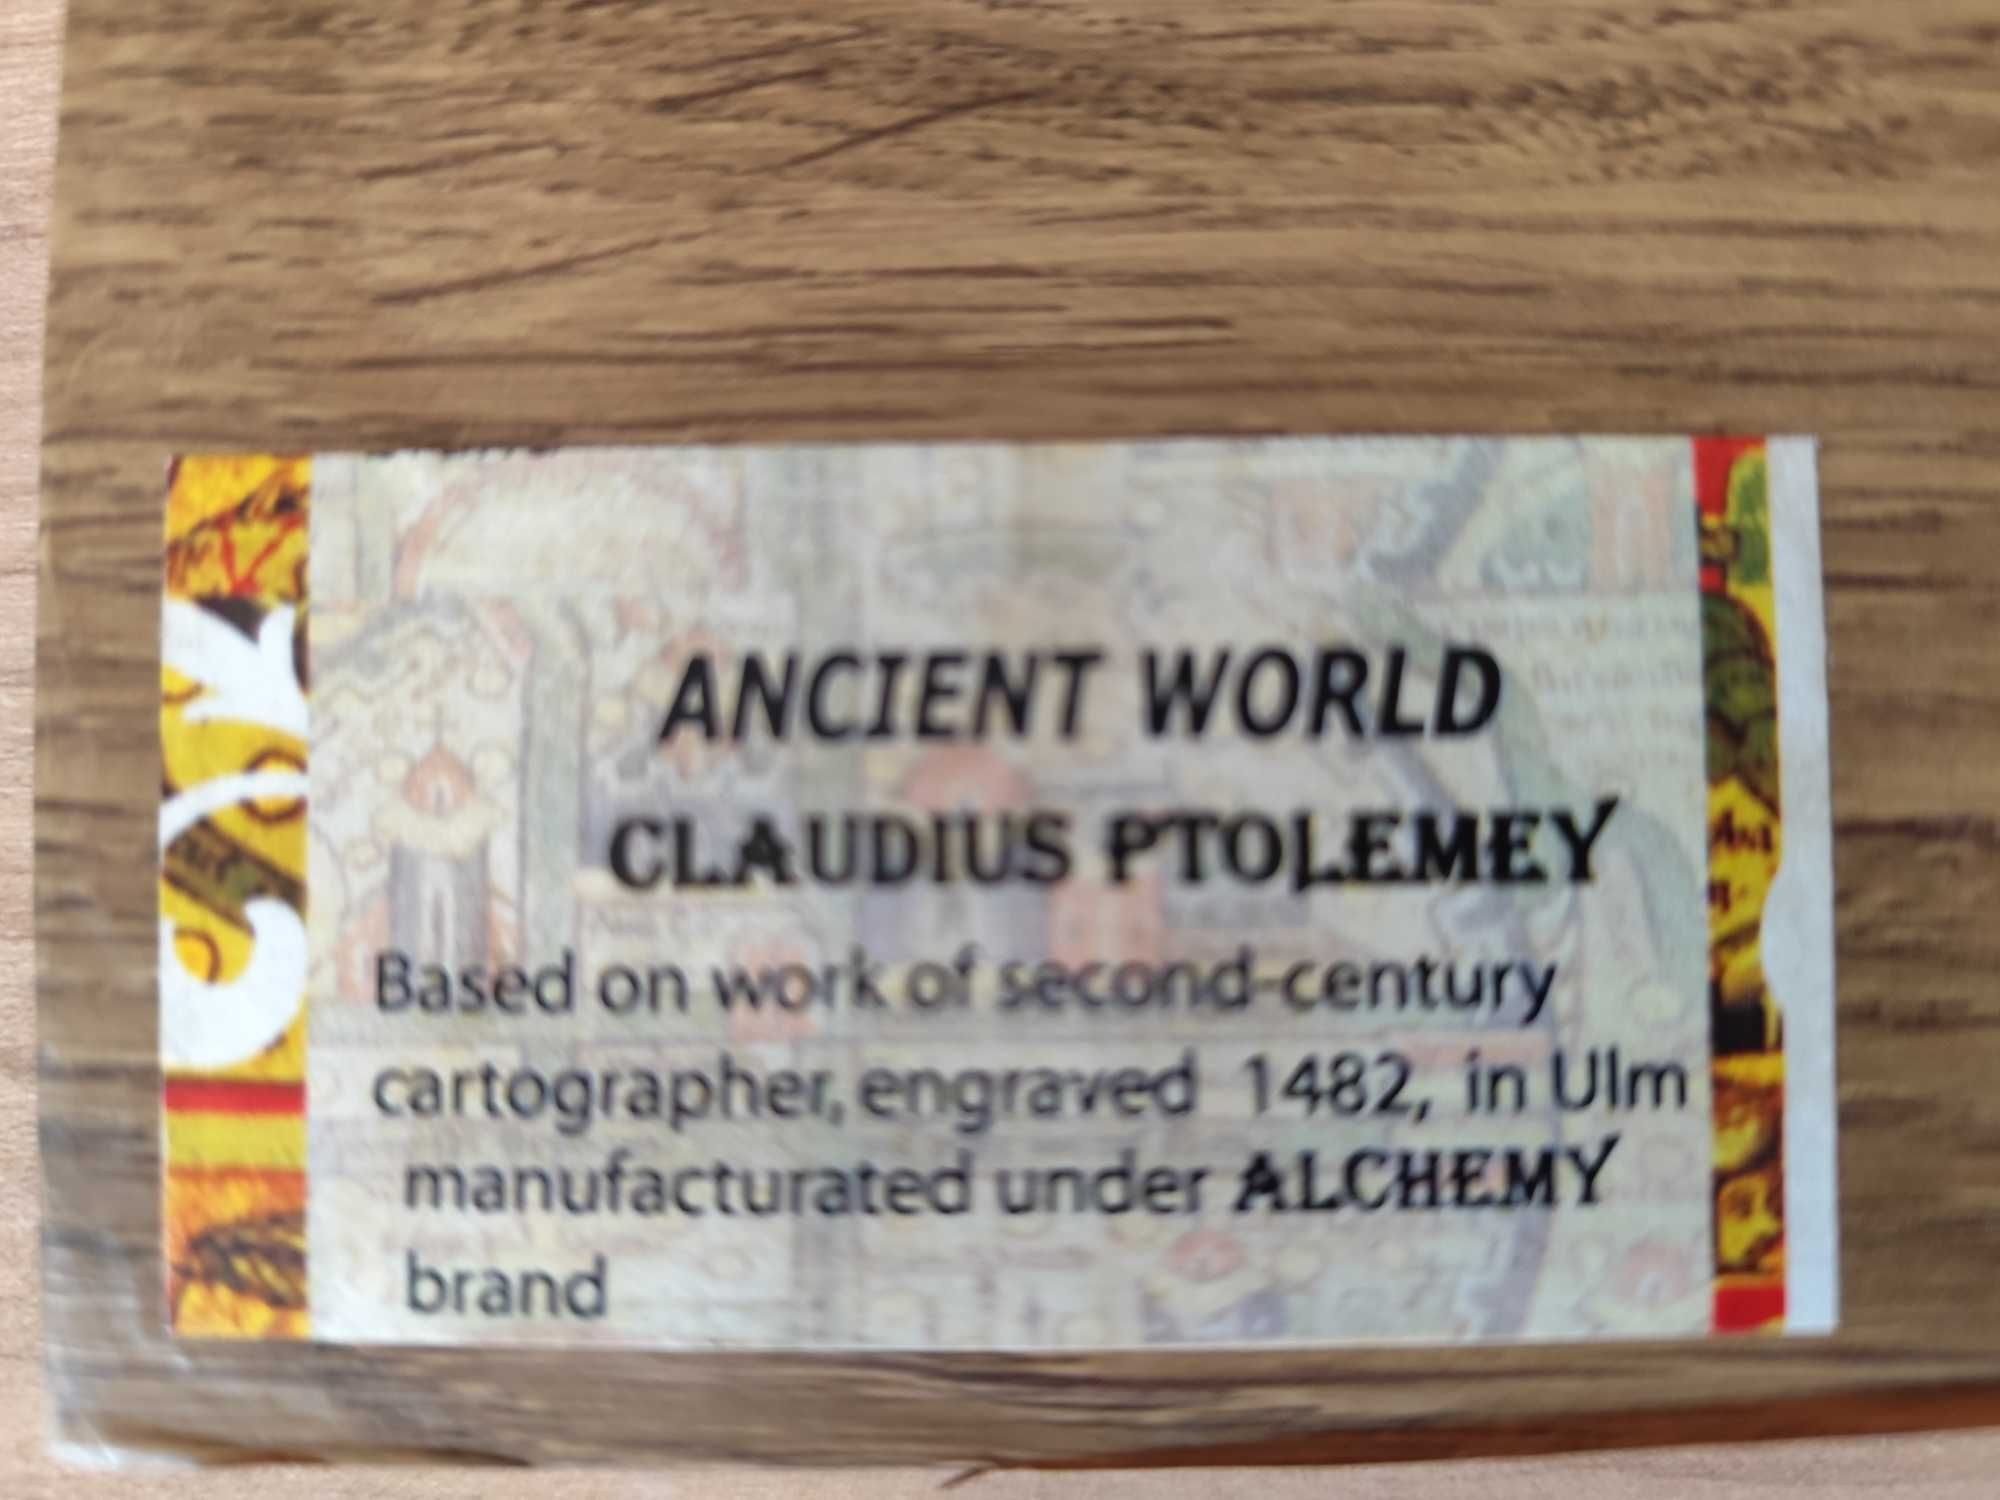 ANCIENT WORLD
CLAUDIUS PTOLEMEY
Based on work of second-century
cartographer, engraved 1482, in Ulm
manufacturated under ALCHEMY
brand